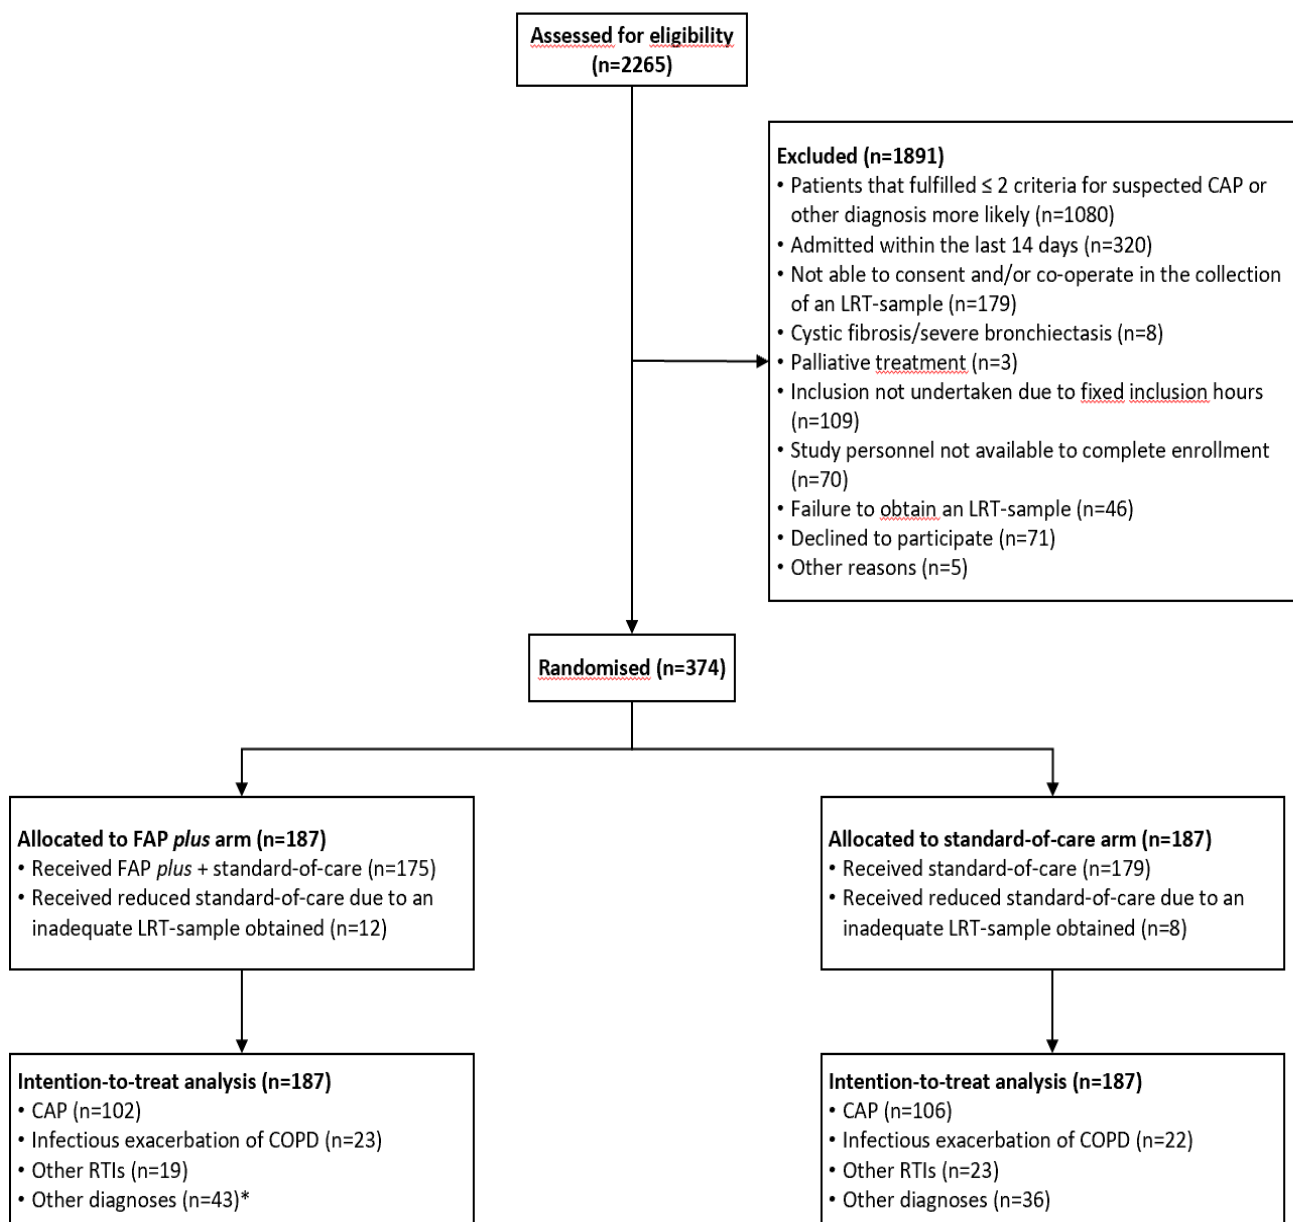 Assessed for eligibility
(n=2265)
Excluded (n=1891)
• Patients that fulfilled ≤ 2 criteria for suspected CAP or
other diagnosis more likely (n=1080)
• Admitted within the last 14 days (n=320)
• Not able to consent and/or co-operate in the collection
of an LRT-sample (n=179)
• Cystic fibrosis/severe bronchiectasis (n=8)
• Palliative treatment (n=3)
• Inclusion not undertaken due to fixed inclusion hours
(n=109)
• Study personnel not available to complete enrollment
(n=70)
• Failure to obtain an LRT-sample (n=46)
• Declined to participate (n=71)
• Other reasons (n=5)
Randomised (n=374)
Allocated to FAP plus arm (n=187)
• Received FAP plus + standard-of-care (n=175)
• Received reduced standard-of-care due to an
inadequate LRT-sample obtained (n=12)
Allocated to standard-of-care arm (n=187)
• Received standard-of-care (n=179)
• Received reduced standard-of-care due to an
inadequate LRT-sample obtained (n=8)
Intention-to-treat analysis (n=187)
• CAP (n=102)
• Infectious exacerbation of COPD (n=23)
• Other RTIs (n=19)
• Other diagnoses (n=43)*
Intention-to-treat analysis (n=187)
• CAP (n=106)
• Infectious exacerbation of COPD (n=22)
• Other RTIs (n=23)
• Other diagnoses (n=36)